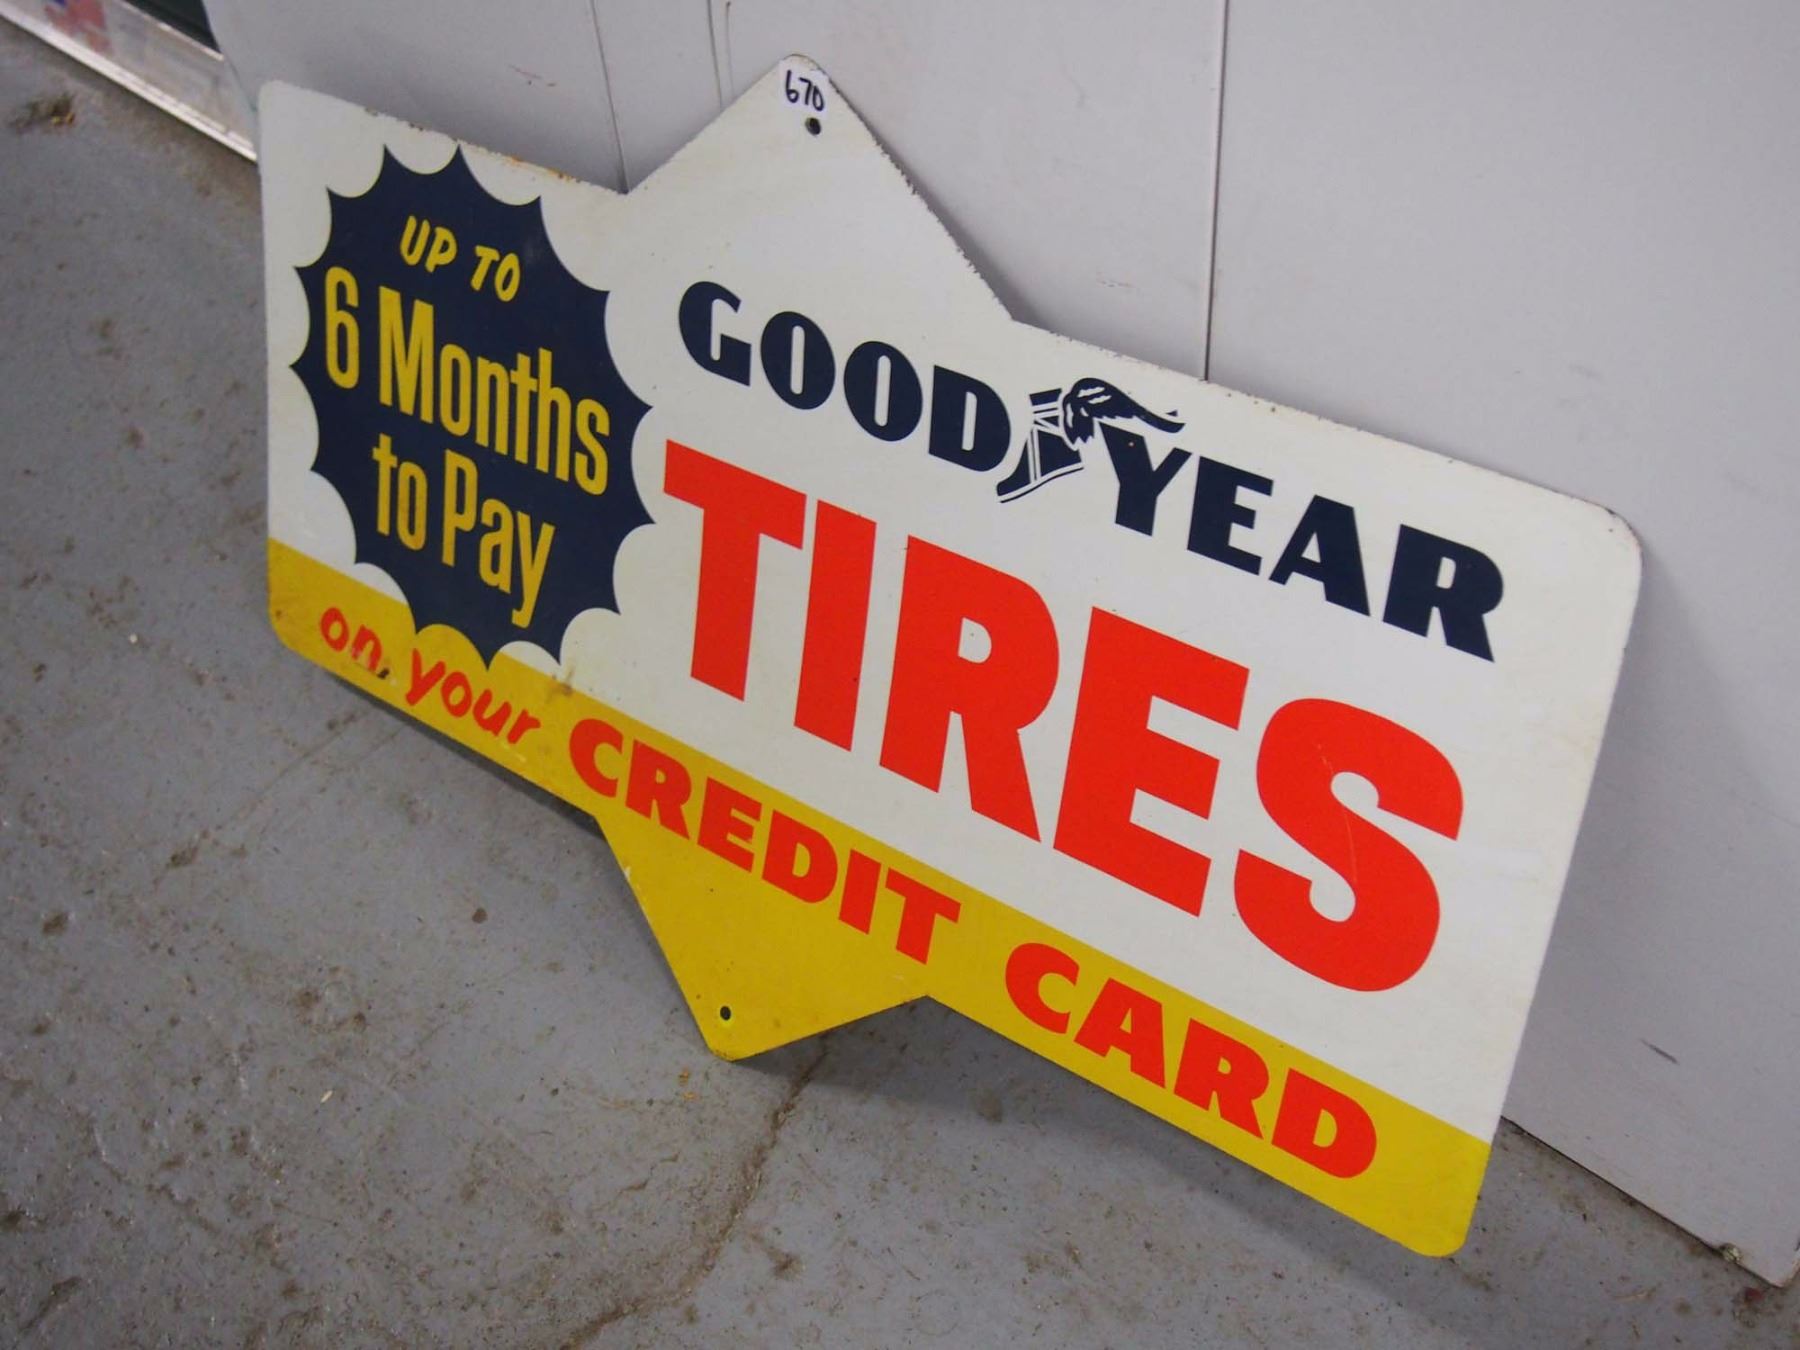 670
UP TO
6 Months
to Pay
GOOD YEAR
TIRES
on your CREDIT CARD